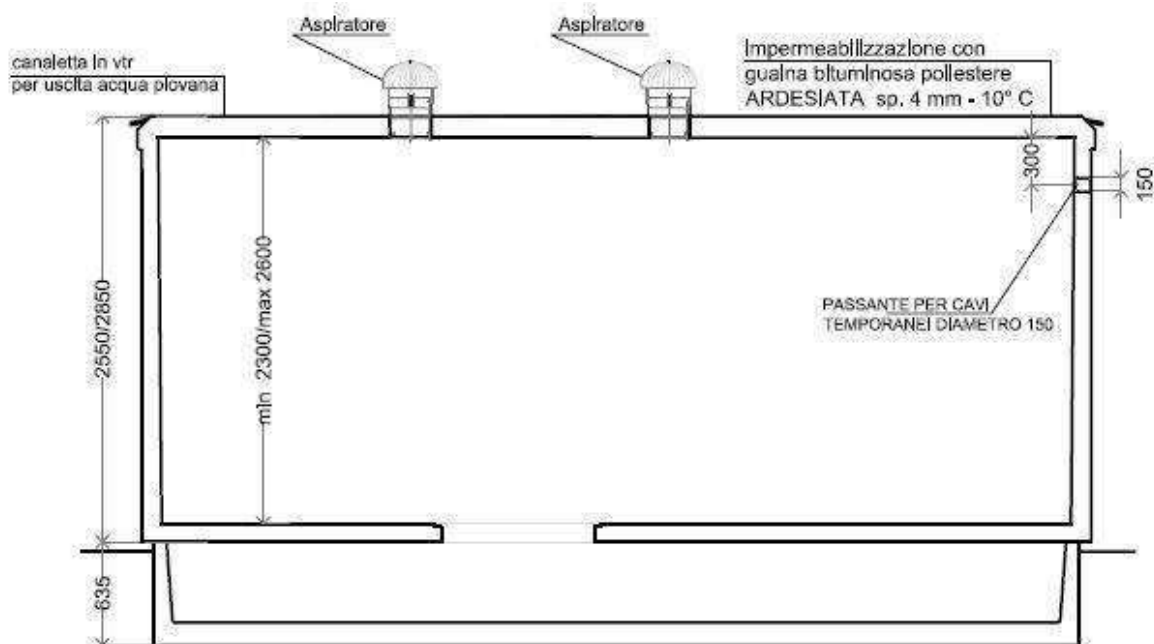 Aspiratore
Aspiratore
canaletta in vtr
per uscita acqua piovana
Impermeabilizzazione con
guaina bituminosa poliestere
ARDESIATA sp. 4 mm - 10° C
300
150
2550/2850
min 2300/max 2600
PASSANTE PER CAVI
TEMPORANEI DIAMETRO 150
635